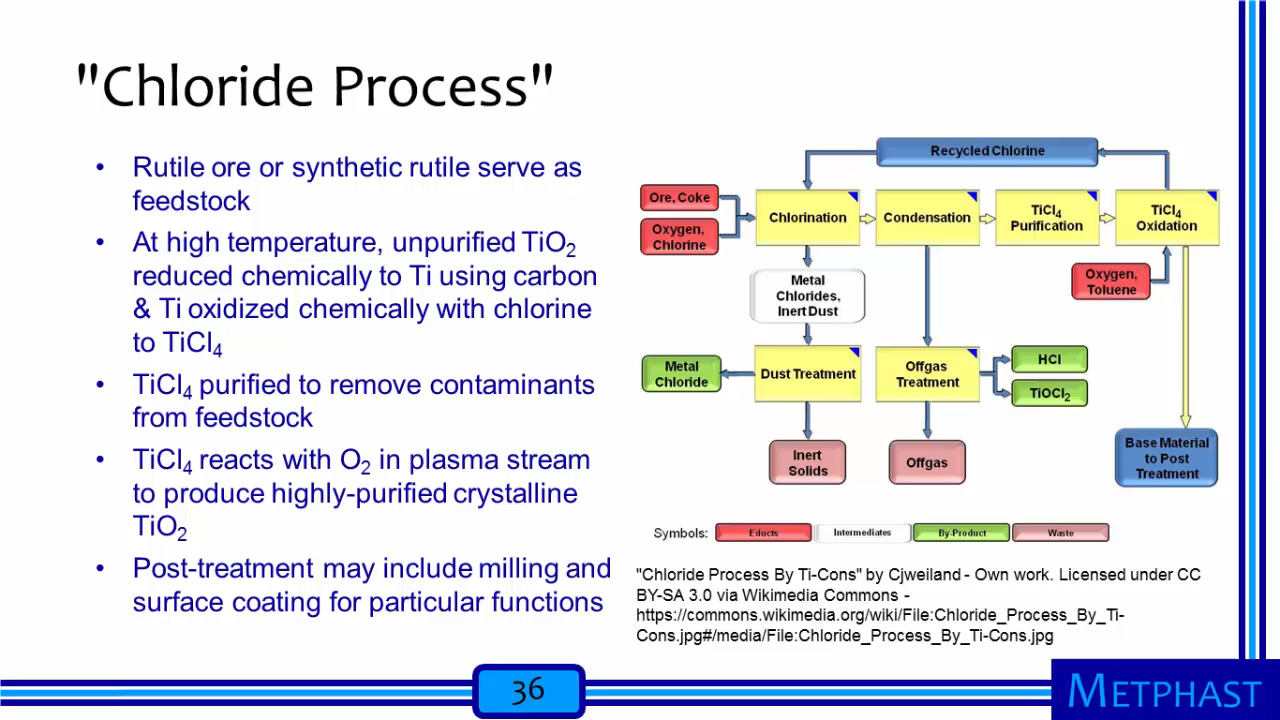 "Chloride Process"
• Rutile ore or synthetic rutile serve as
feedstock
• At high temperature, unpurified TiO2
reduced chemically to Ti using carbon
& Ti oxidized chemically with chlorine
to TiCl4
• TiCl4 purified to remove contaminants
from feedstock
• TiCl4 reacts with O2 in plasma stream
to produce highly-purified crystalline
TiO2
• Post-treatment may include milling and
surface coating for particular functions
Recycled Chlorine
Ore, Coke
Oxygen,
Chlorine
Chlorination
Condensation
TiCl4
Purification
TiCl4
Oxidation
Oxygen,
Toluene
Metal
Chlorides,
Inert Dust
Metal
Chloride
Dust Treatment
Offgas
Treatment
HCl
TiOCl2
Inert
Solids
Offgas
Base Material
to Post
Treatment
Symbols: Educts Intermediates By-Product Waste
"Chloride Process By Ti-Cons" by Cjweiland - Own work. Licensed under CC
BY-SA 3.0 via Wikimedia Commons -
https://commons.wikimedia.org/wiki/File:Chloride_Process_By_Ti-
Cons.jpg#/media/File:Chloride_Process_By_Ti-Cons.jpg
36
METPHAST